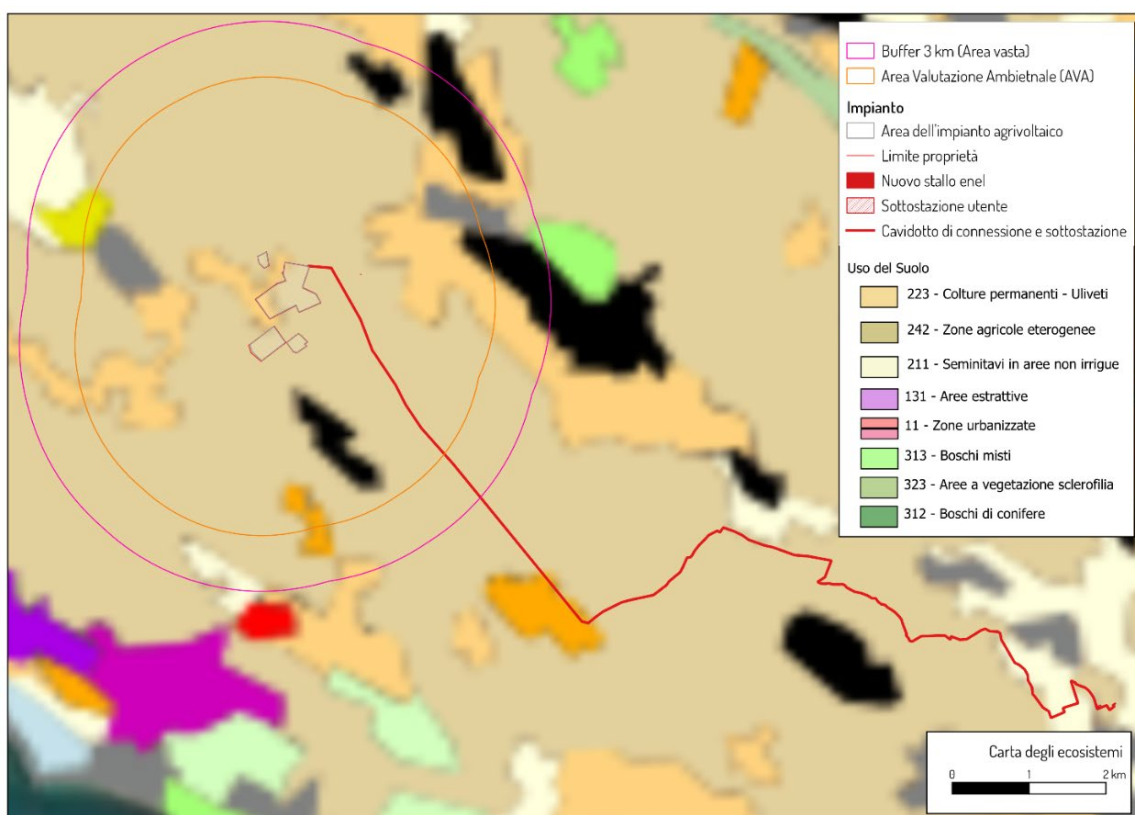 Buffer 3 km (Area vasta)
Area Valutazione Ambietnale (AVA)
Impianto
Area dell'impianto agrivoltaico
Limite proprietà
Nuovo stallo enel
Sottostazione utente
Cavidotto di connessione e sottostazione
Uso del Suolo
223 - Colture permanenti - Uliveti
242 - Zone agricole eterogenee
211 - Seminitavi in aree non irrigue
131 - Aree estrattive
11 - Zone urbanizzate
313 - Boschi misti
323 - Aree a vegetazione sclerofilia
312 - Boschi di conifere
Carta degli ecosistemi
0 1 2 km